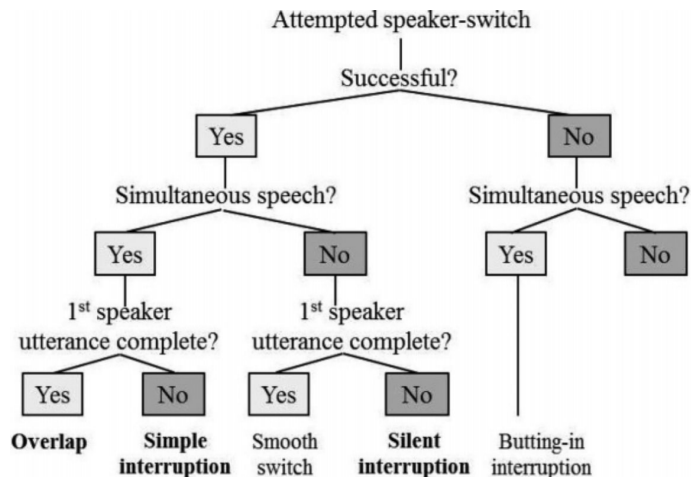 Attempted speaker-switch
Successful?
Yes
No
Simultaneous speech?
Simultaneous speech?
Yes
No
Yes
No
1st speaker
utterance complete?
1st speaker
utterance complete?
Yes
No
Yes
No
Overlap
Simple
interruption
Smooth
switch
Silent
interruption
Butting-in
interruption